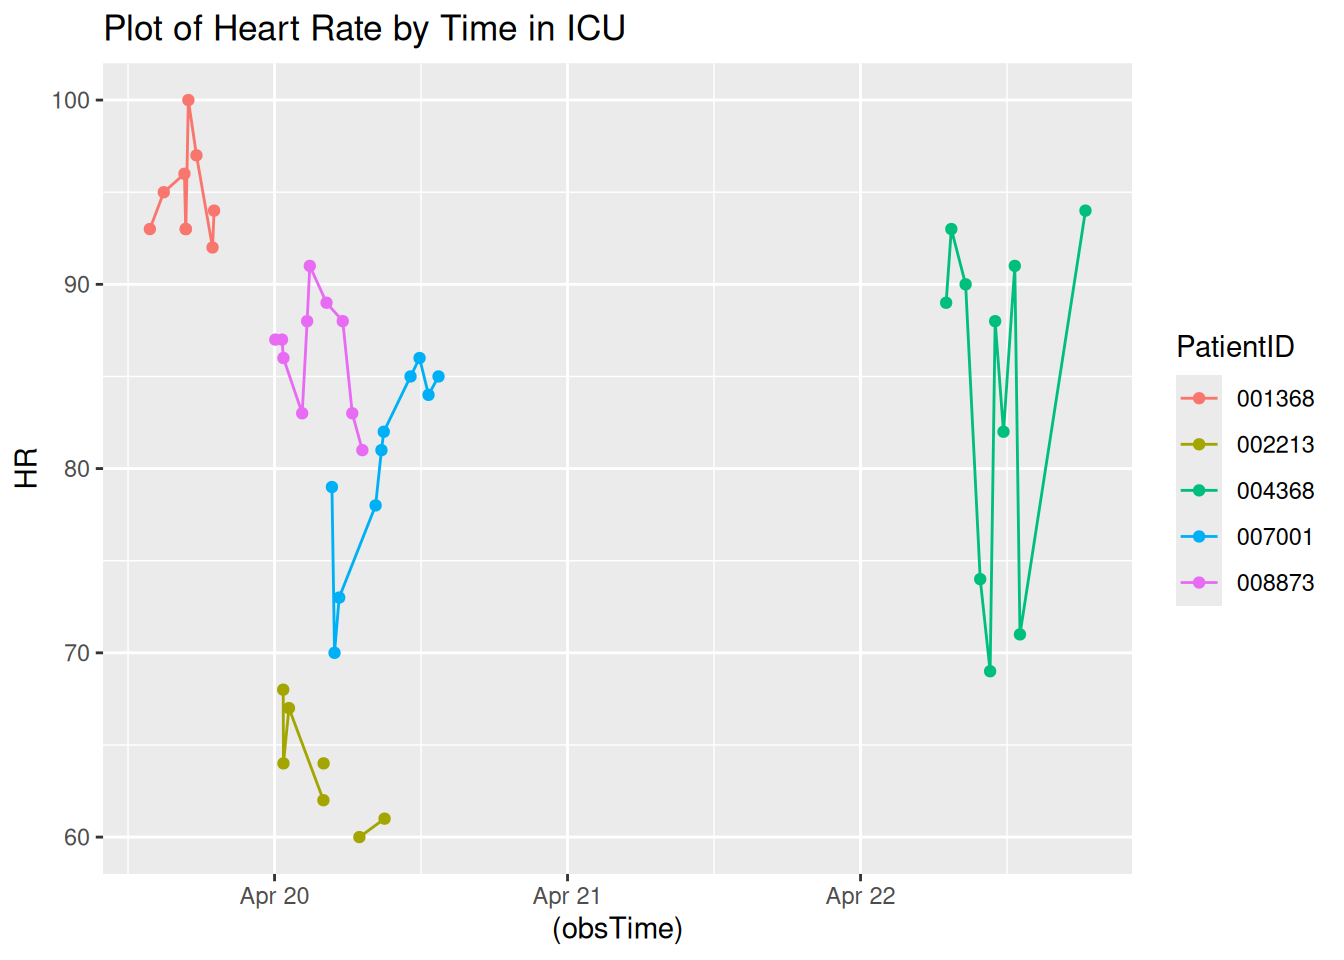 Plot of Heart Rate by Time in ICU
100
90
80
70
60
HR
Apr 20
Apr 21
Apr 22
(obsTime)
PatientID
001368
002213
004368
007001
008873